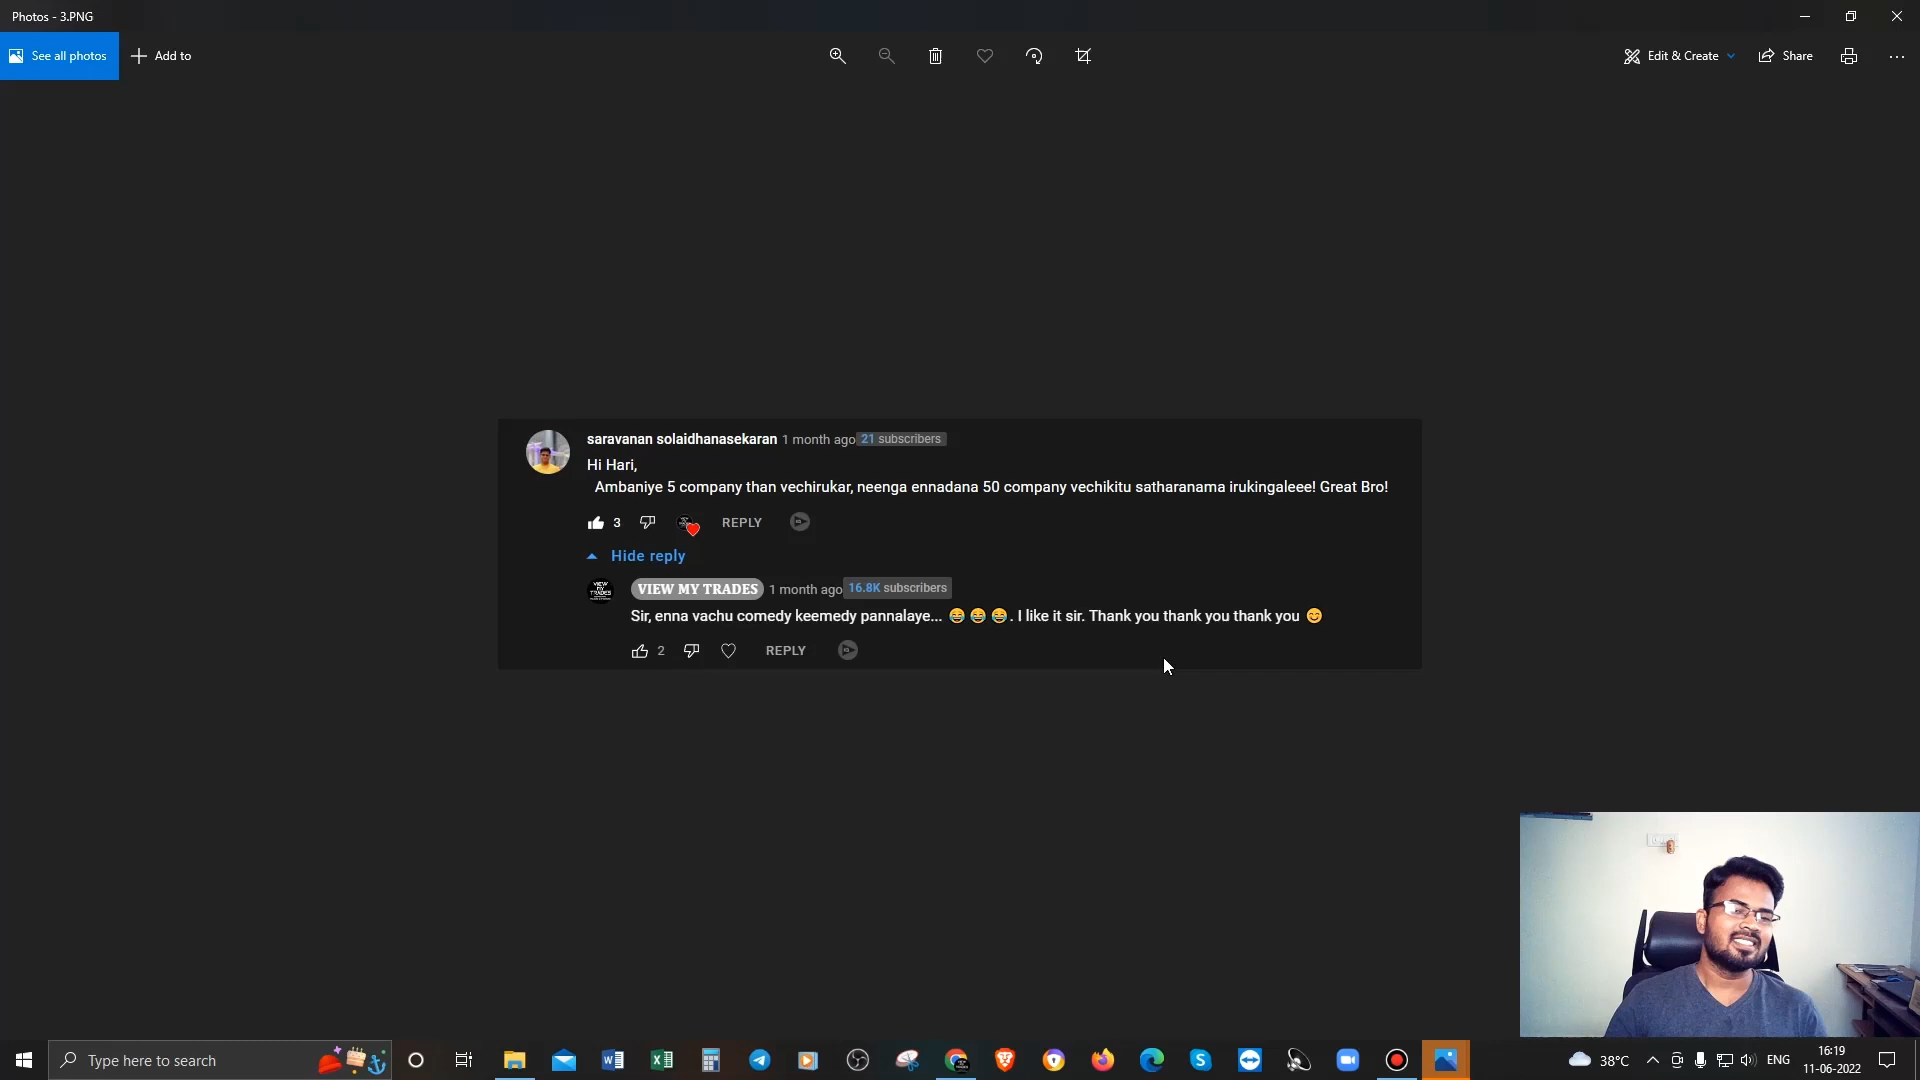 Photos - 3.PNG
See all photos
Add to
Edit & Create
Share
saravanan solaidhanasekaran 1 month ago 21 subscribers
Hi Hari,
Ambaniye 5 company than vechirukar, neenga ennadana 50 company vechikitu satharanama irukingaleee! Great Bro!
3 REPLY
Hide reply
VIEW MY TRADES
VIEW MY TRADES 1 month ago 16.8K subscribers
Sir, enna vachu comedy keemedy pannalaye... 😂😂😂. I like it sir. Thank you thank you thank you 😊
2 REPLY
Type here to search
38°C
ENG
16:19
11-06-2022